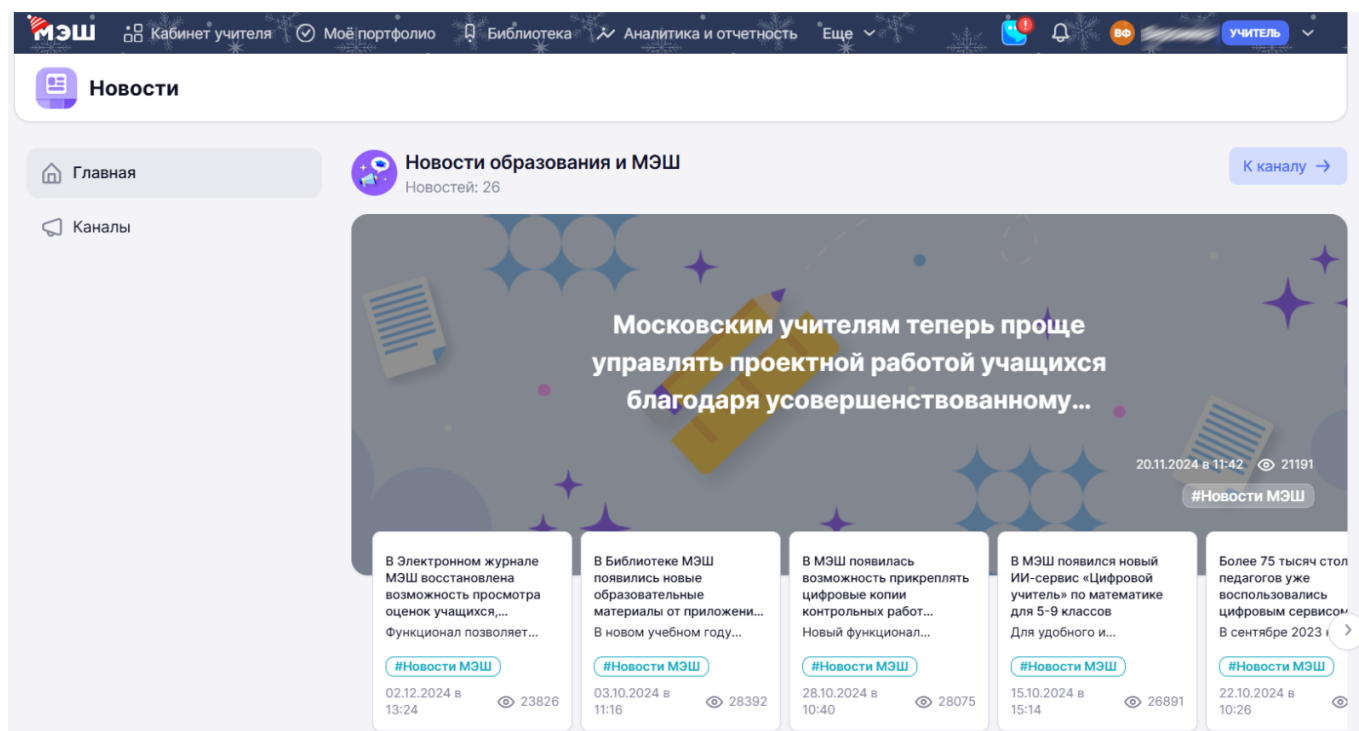 МЭШ
Кабинет учителя
Моё портфолио
Библиотека
Аналитика и отчетность
Еще
ВФ
УЧИТЕЛЬ
Новости
Главная
Каналы
Новости образования и МЭШ
Новостей: 26
К каналу →
Московским учителям теперь проще
управлять проектной работой учащихся
благодаря усовершенствованному...
20.11.2024 в 11:42 21191
#Новости МЭШ
В Электронном журнале
МЭШ восстановлена
возможность просмотра
оценок учащихся,...
Функционал позволяет...
#Новости МЭШ
02.12.2024 в
13:24
23826
В Библиотеке МЭШ
появились новые
образовательные
материалы от приложени...
В новом учебном году...
#Новости МЭШ
03.10.2024 в
11:16
28392
В МЭШ появилась
возможность прикреплять
цифровые копии
контрольных работ...
Новый функционал...
#Новости МЭШ
28.10.2024 в
10:40
28075
В МЭШ появился новый
ИИ-сервис «Цифровой
учитель» по математике
для 5-9 классов
Для удобного и...
#Новости МЭШ
15.10.2024 в
15:14
26891
Более 75 тысяч стол
педагогов уже
воспользовались
цифровым сервисом
В сентябре 2023
#Новости МЭШ
22.10.2024 в
10:26